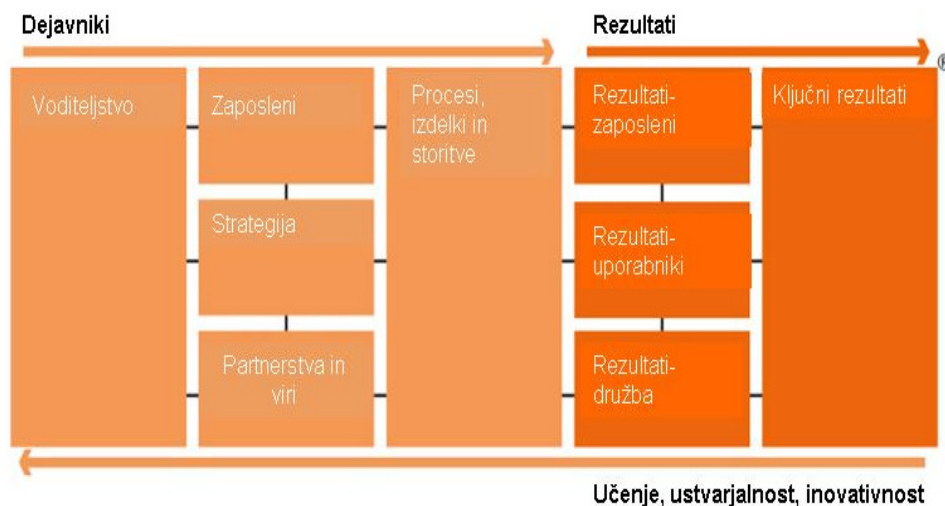 Dejavniki
Rezultati
®
Voditeljstvo
Zaposleni
Procesi,
izdelki in
storitve
Rezultati-
zaposleni
Ključni rezultati
Strategija
Rezultati-
uporabniki
Partnerstva in
viri
Rezultati-
družba
Učenje, ustvarjalnost, inovativnost